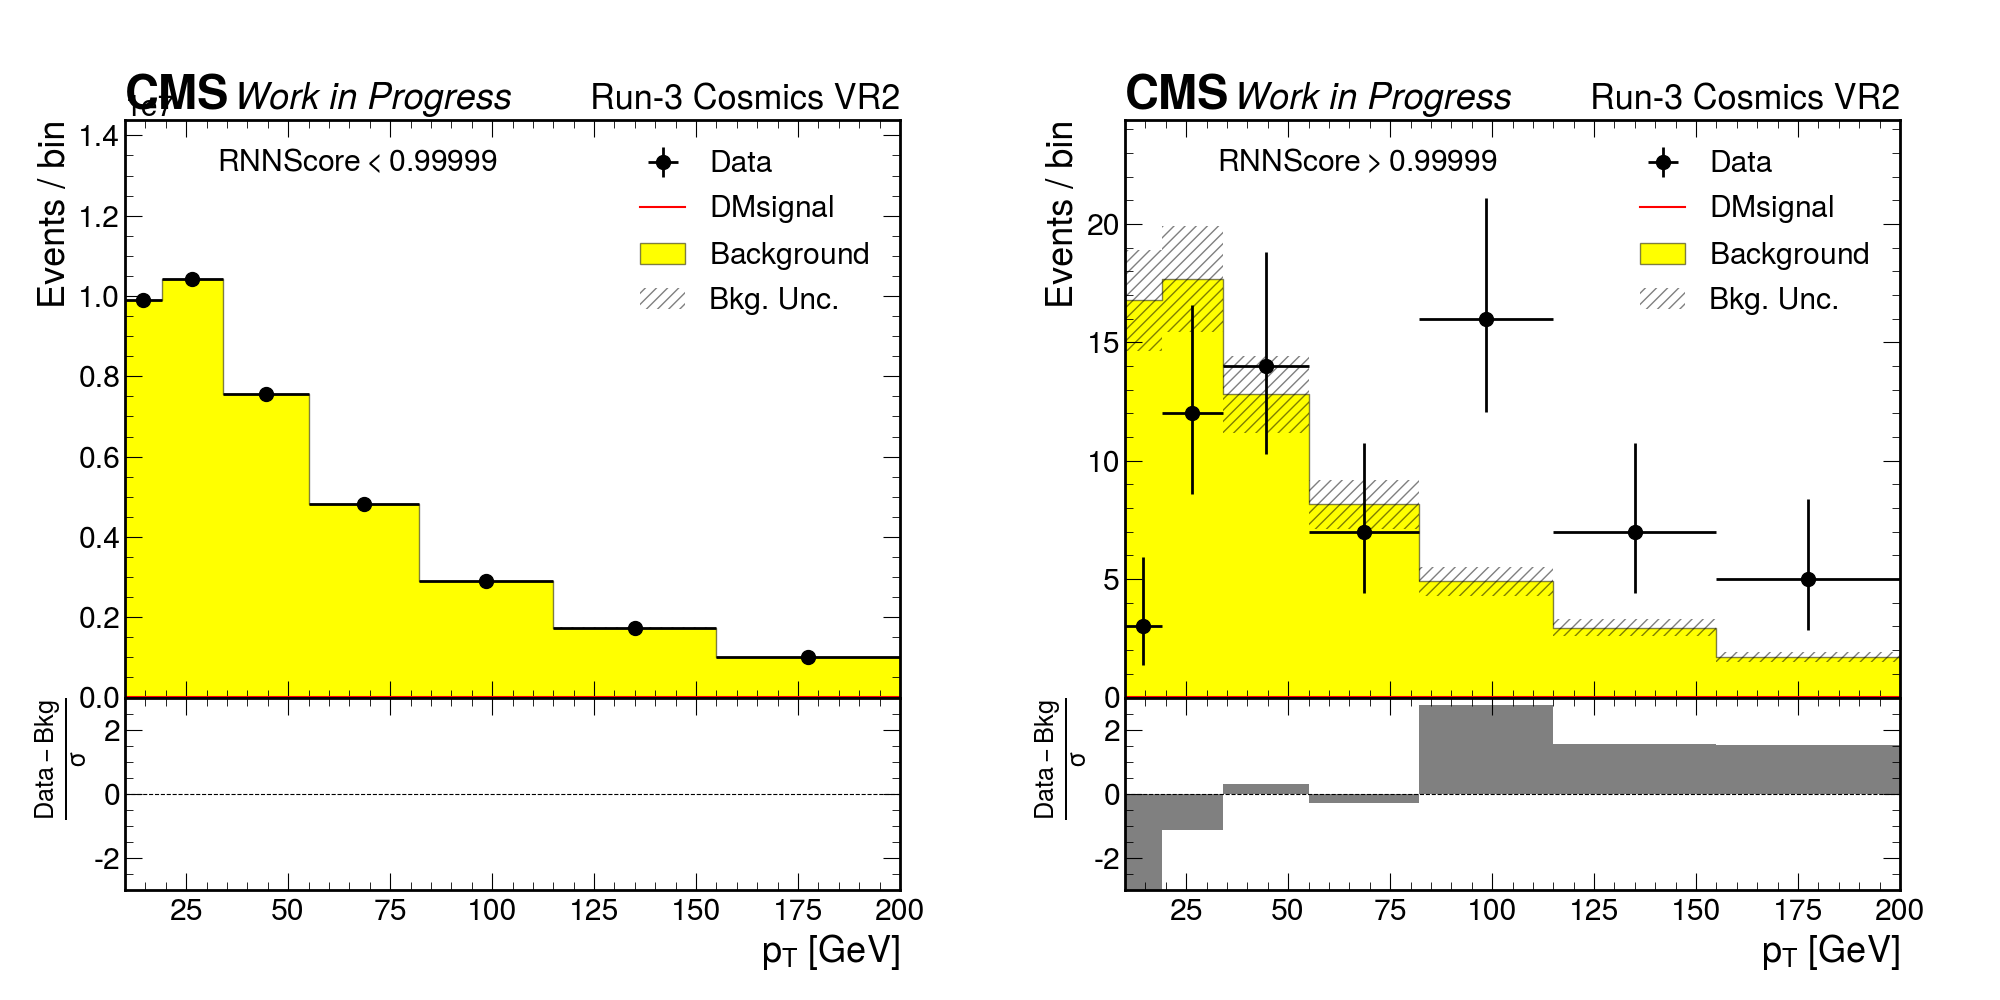 CMS Work in Progress Run-3 Cosmics VR2
1e7
Events / bin
RNNScore < 0.99999
Data
DMsignal
Background
Bkg. Unc.
1.4
1.2
1.0
0.8
0.6
0.4
0.2
0.0
Data – Bkg
σ
2
0
-2
25 50 75 100 125 150 175 200
pT [GeV]
CMS Work in Progress Run-3 Cosmics VR2
Events / bin
RNNScore > 0.99999
Data
DMsignal
Background
Bkg. Unc.
20
15
10
5
0
Data – Bkg
σ
2
0
-2
25 50 75 100 125 150 175 200
pT [GeV]